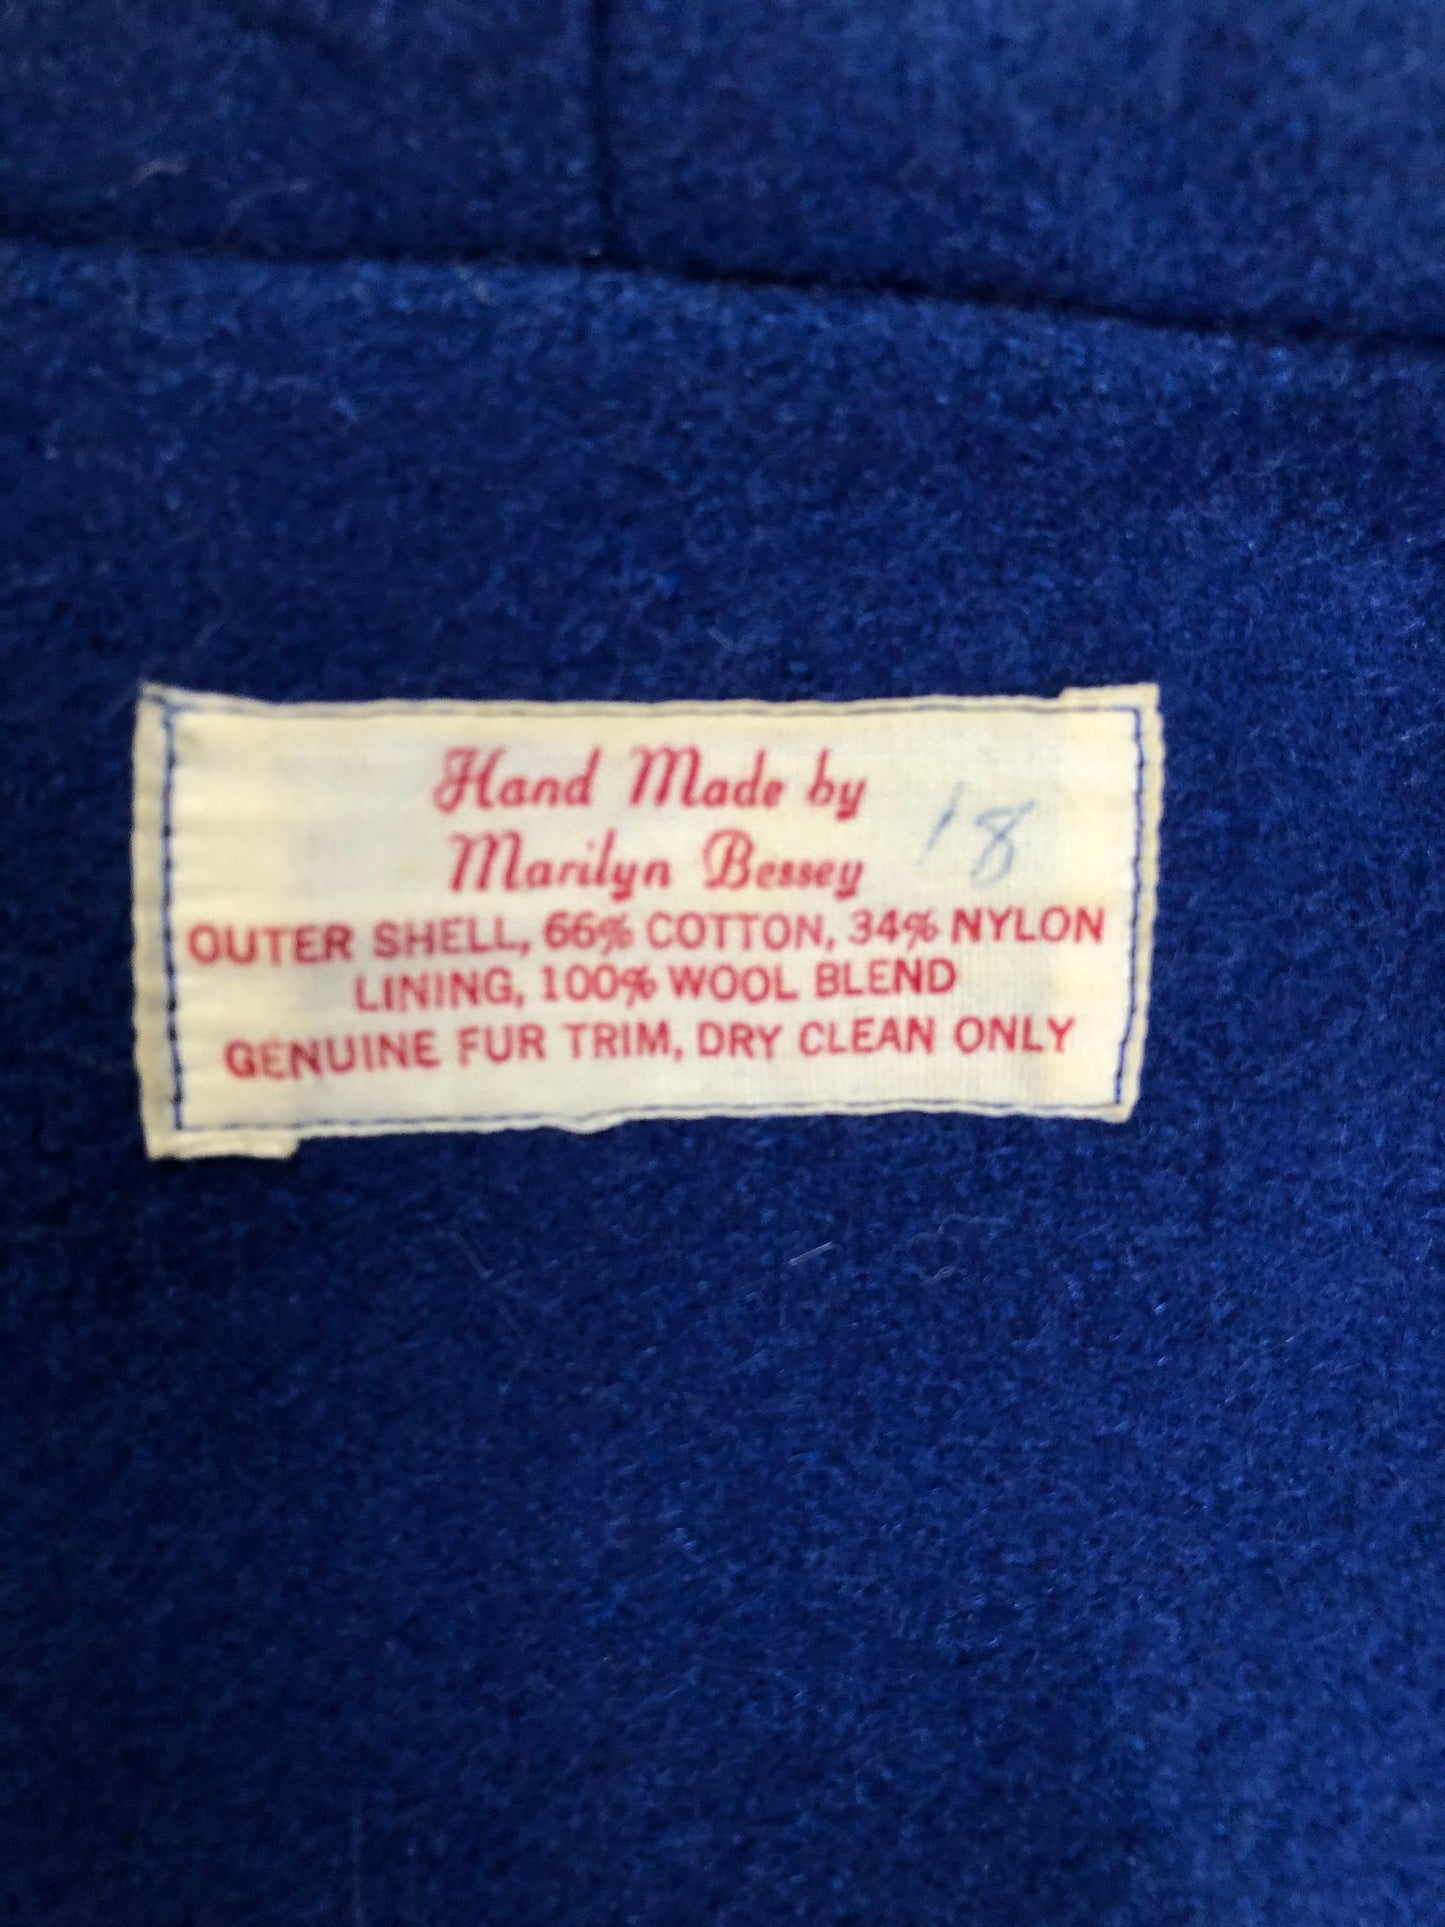 Hand Made by
Marilyn Bessey 18
OUTER SHELL, 66% COTTON, 34% NYLON
LINING, 100% WOOL BLEND
GENUINE FUR TRIM, DRY CLEAN ONLY